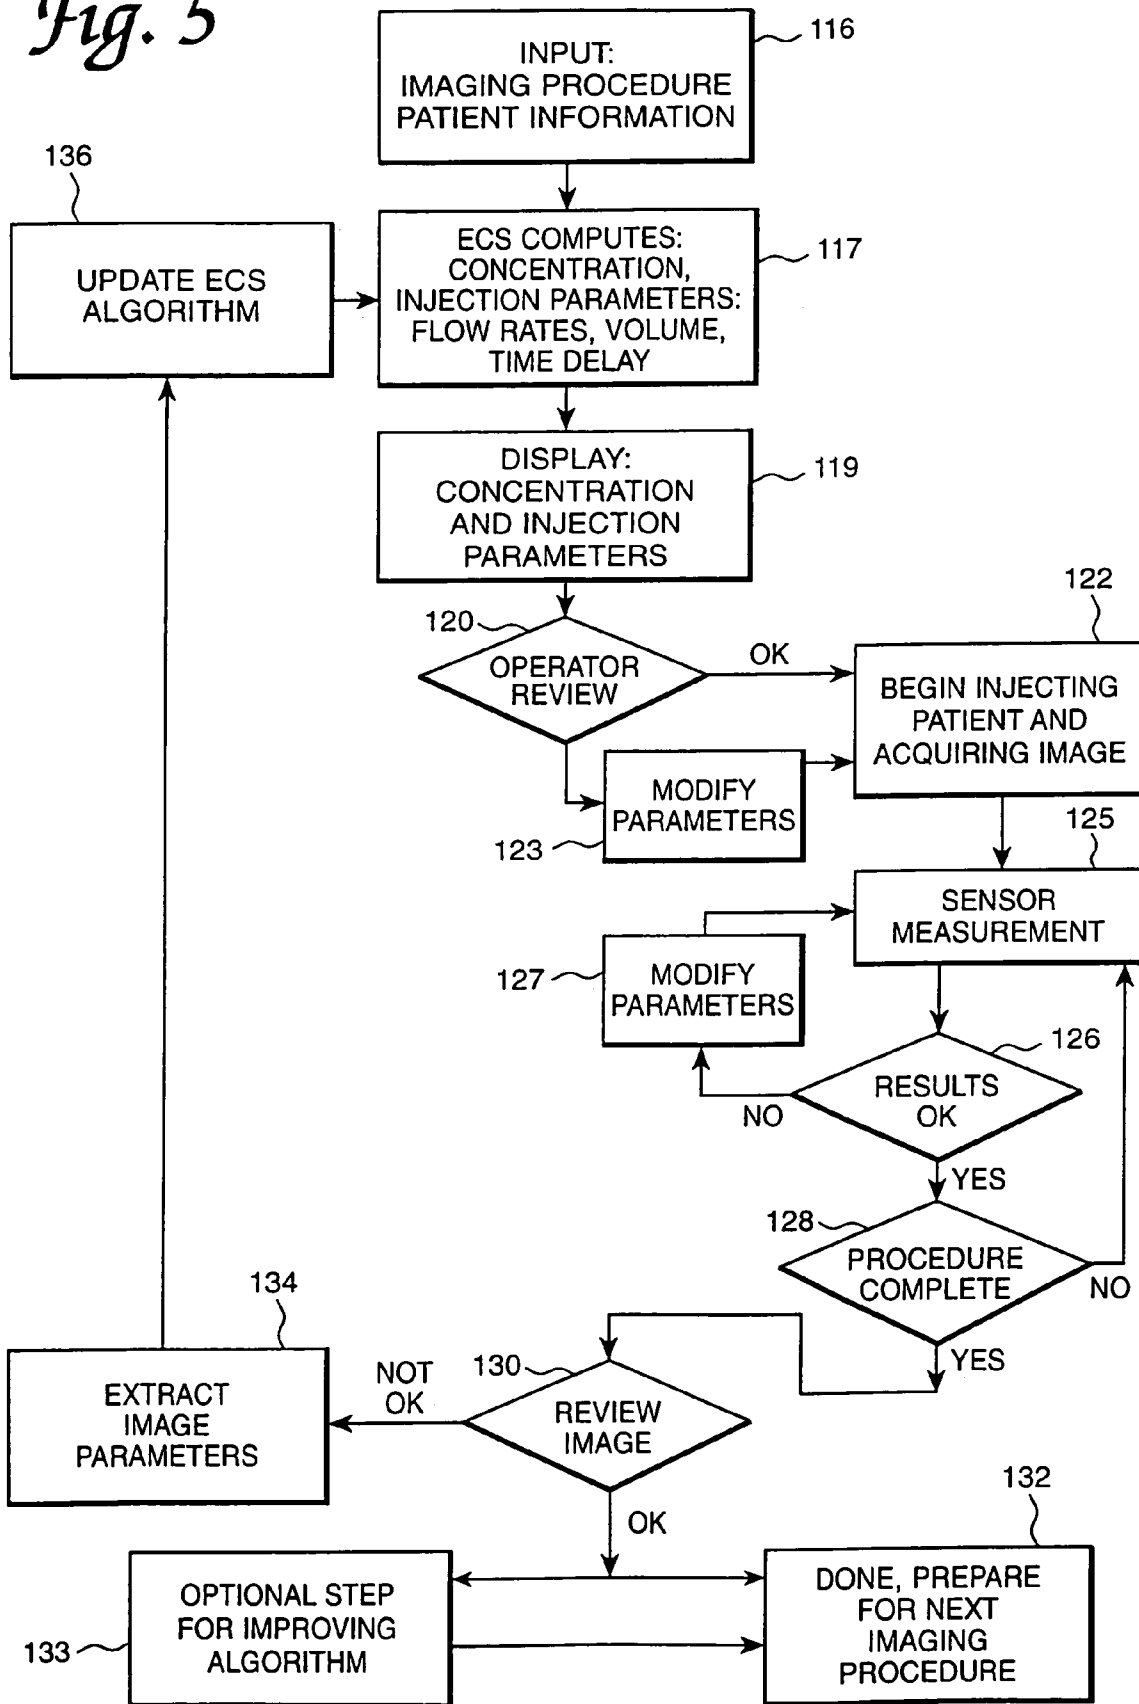 Fig. 5
116
INPUT:
IMAGING PROCEDURE
PATIENT INFORMATION
136
UPDATE ECS
ALGORITHM
117
ECS COMPUTES:
CONCENTRATION,
INJECTION PARAMETERS:
FLOW RATES, VOLUME,
TIME DELAY
119
DISPLAY:
CONCENTRATION
AND INJECTION
PARAMETERS
120
OPERATOR
REVIEW
OK
122
BEGIN INJECTING
PATIENT AND
ACQUIRING IMAGE
MODIFY
PARAMETERS
123
125
SENSOR
MEASUREMENT
127
MODIFY
PARAMETERS
126
RESULTS
OK
NO
YES
128
PROCEDURE
COMPLETE
NO
YES
134
EXTRACT
IMAGE
PARAMETERS
NOT
OK
130
REVIEW
IMAGE
OK
132
OPTIONAL STEP
FOR IMPROVING
ALGORITHM
133
DONE, PREPARE
FOR NEXT
IMAGING
PROCEDURE